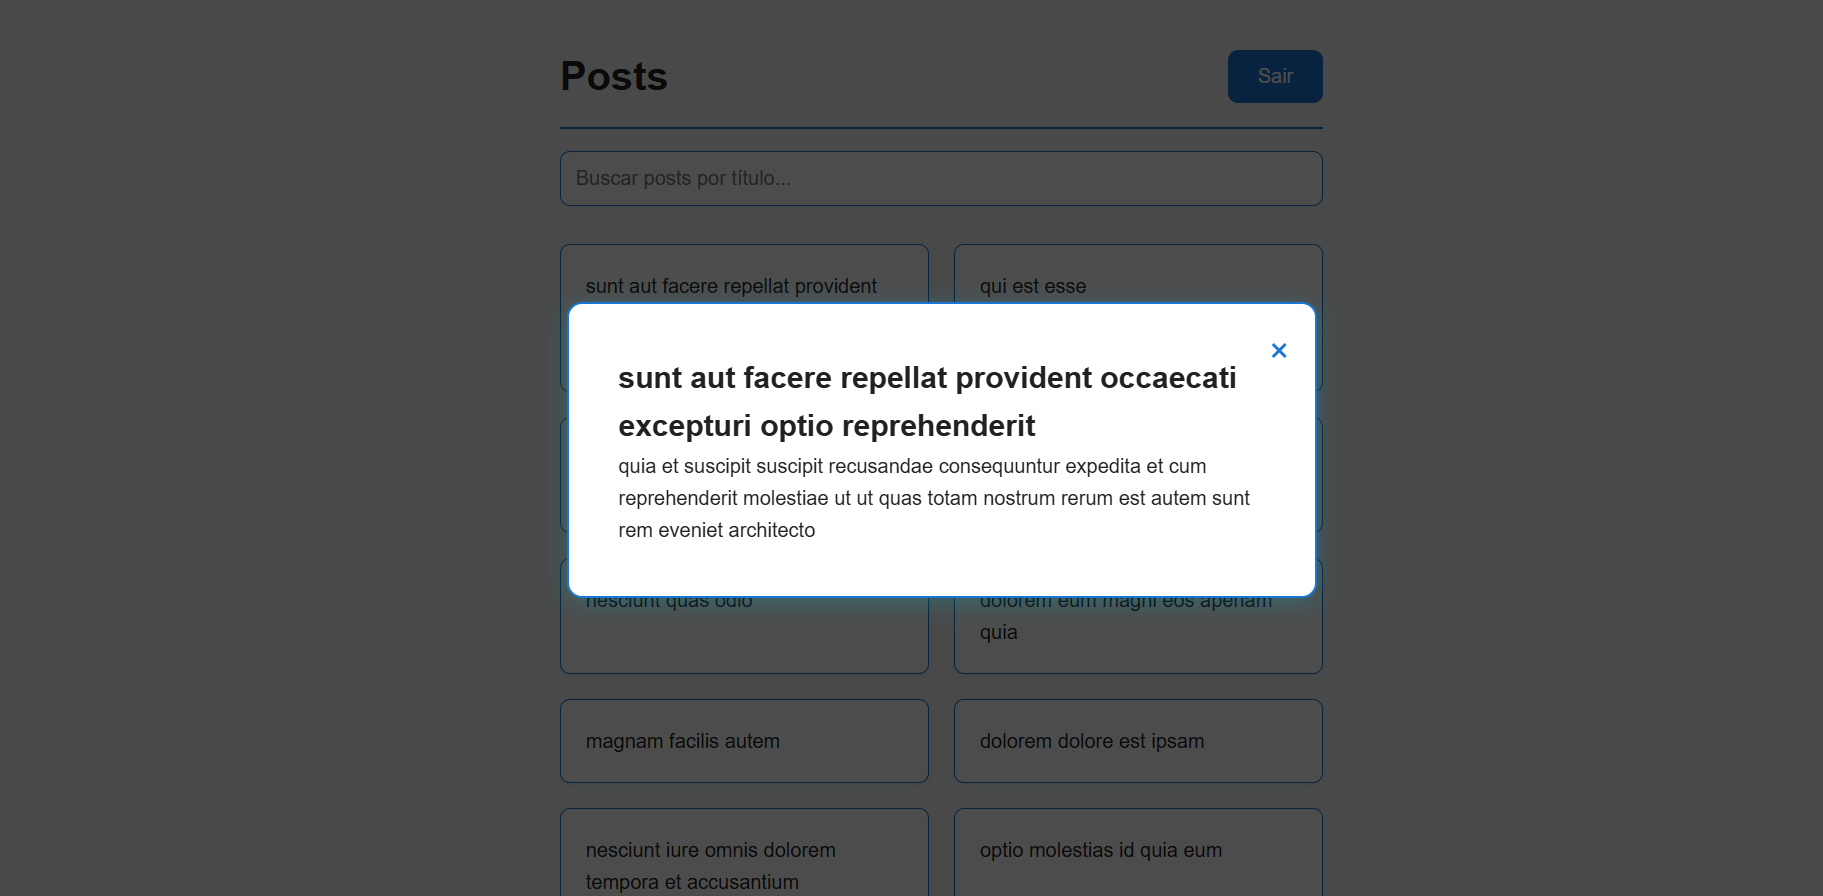 Posts
Sair
Buscar posts por título...
sunt aut facere repellat provident
qui est esse
×
sunt aut facere repellat provident occaecati
excepturi optio reprehenderit
quia et suscipit suscipit recusandae consequuntur expedita et cum
reprehenderit molestiae ut ut quas totam nostrum rerum est autem sunt
rem eveniet architecto
nesciunt quas odio
dolorem eum magni eos aperiam
quia
magnam facilis autem
dolorem dolore est ipsam
nesciunt iure omnis dolorem
tempora et accusantium
optio molestias id quia eum